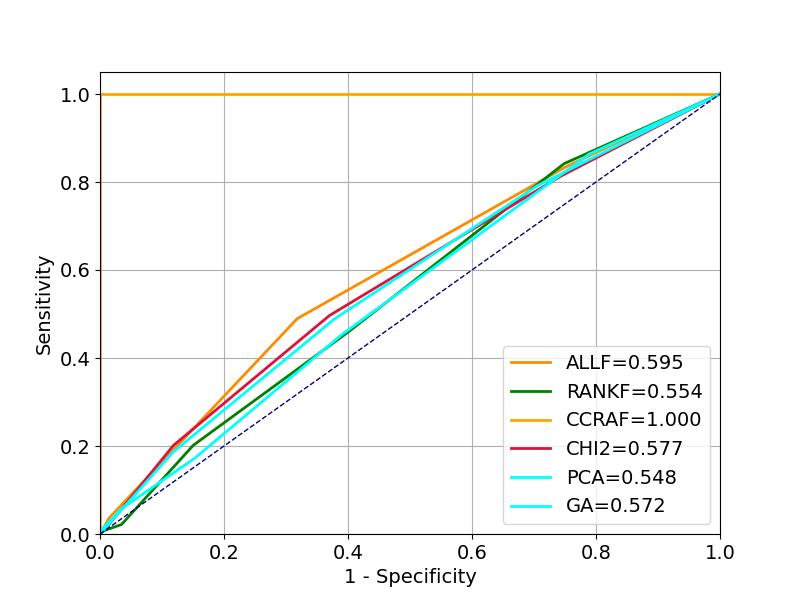 1.0
0.8
0.6
0.4
0.2
0.0
Sensitivity
ALLF=0.595
RANKF=0.554
CCRAF=1.000
CHI2=0.577
PCA=0.548
GA=0.572
0.0 0.2 0.4 0.6 0.8 1.0
1 - Specificity